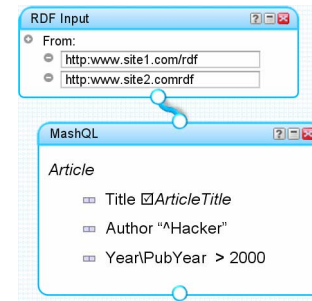 RDF Input
From:
http:www.site1.com/rdf
http:www.site2.comrdf
MashQL
Article
Title ☑ArticleTitle
Author “^Hacker”
Year\PubYear > 2000